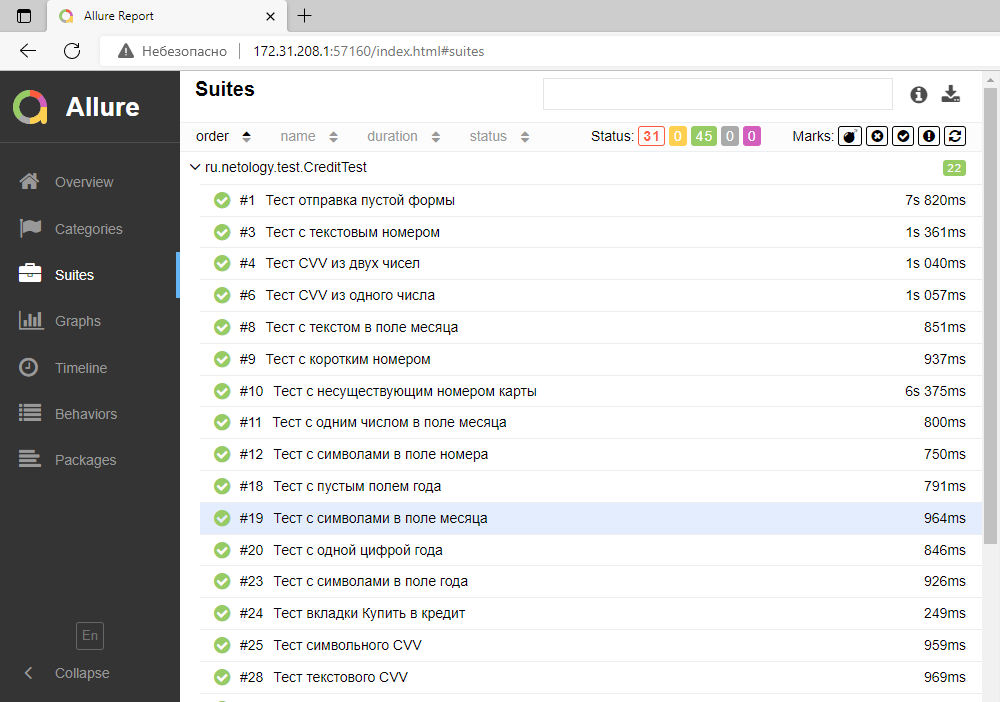 Allure Report
Небезопасно 172.31.208.1:57160/index.html#suites
Allure
Overview
Categories
Suites
Graphs
Timeline
Behaviors
Packages
En
Collapse
Suites
order name duration status Status: 31 0 45 0 0 Marks:
ru.netology.test.CreditTest 22
#1 Тест отправка пустой формы 7s 820ms
#3 Тест с текстовым номером 1s 361ms
#4 Тест CVV из двух чисел 1s 040ms
#6 Тест CVV из одного числа 1s 057ms
#8 Тест с текстом в поле месяца 851ms
#9 Тест с коротким номером 937ms
#10 Тест с несуществующим номером карты 6s 375ms
#11 Тест с одним числом в поле месяца 800ms
#12 Тест с символами в поле номера 750ms
#18 Тест с пустым полем года 791ms
#19 Тест с символами в поле месяца 964ms
#20 Тест с одной цифрой года 846ms
#23 Тест с символами в поле года 926ms
#24 Тест вкладки Купить в кредит 249ms
#25 Тест символьного CVV 959ms
#28 Тест текстового CVV 969ms